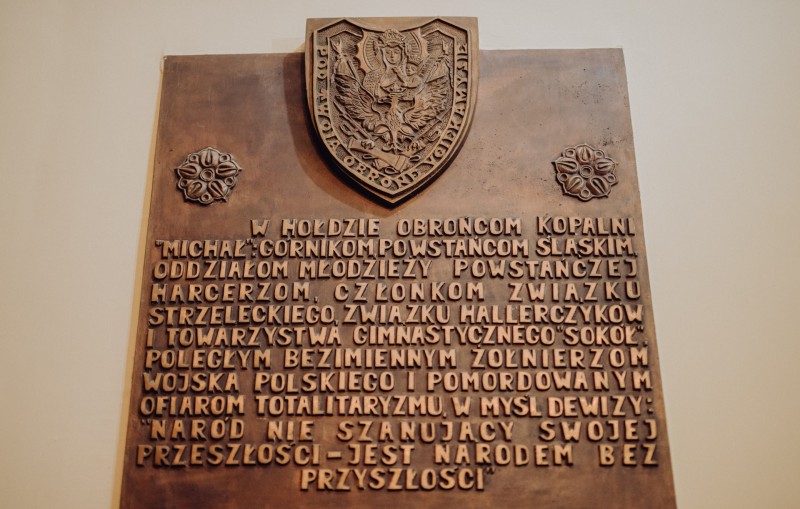 POD TWOJĄ OBRONĘ UCIEKAMY SIĘ
W HOŁDZIE OBROŃCOM KOPALNI
"MICHAŁ": GÓRNIKOM, POWSTAŃCOM ŚLĄSKIM
ODDZIAŁOM MŁODZIEŻY POWSTAŃCZEJ
HARCERZOM, CZŁONKOM ZWIĄZKU
STRZELECKIEGO, ZWIĄZKU HALLERCZYKÓW
I TOWARZYSTWA GIMNASTYCZNEGO "SOKÓŁ",
POLEGŁYM BEZIMIENNYM ŻOŁNIERZOM
WOJSKA POLSKIEGO I POMORDOWANYM
OFIAROM TOTALITARYZMU, W MYŚL DEWIZY:
"NARÓD NIE SZANUJĄCY SWOJEJ
PRZESZŁOŚCI – JEST NARODEM BEZ
PRZYSZŁOŚCI"